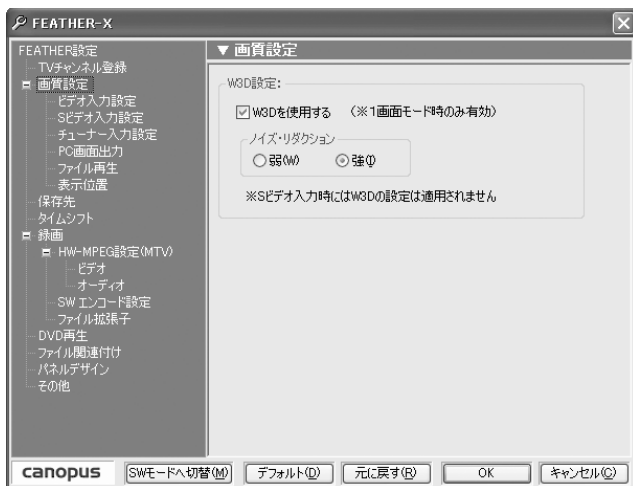 FEATHER-X
FEATHER設定
TVチャンネル登録
画質設定
ビデオ入力設定
Sビデオ入力設定
チューナー入力設定
PC画面出力
ファイル再生
表示位置
保存先
タイムシフト
録画
HW-MPEG設定(MTV)
ビデオ
オーディオ
SW エンコード設定
ファイル拡張子
DVD再生
ファイル関連付け
パネルデザイン
その他
▼ 画質設定
W3D設定:
W3Dを使用する (※1画面モード時のみ有効)
ノイズ・リダクション
弱(W) 強(I)
※Sビデオ入力時にはW3Dの設定は適用されません
canopus SWモードへ切替(M) デフォルト(D) 元に戻す(R) OK キャンセル(C)